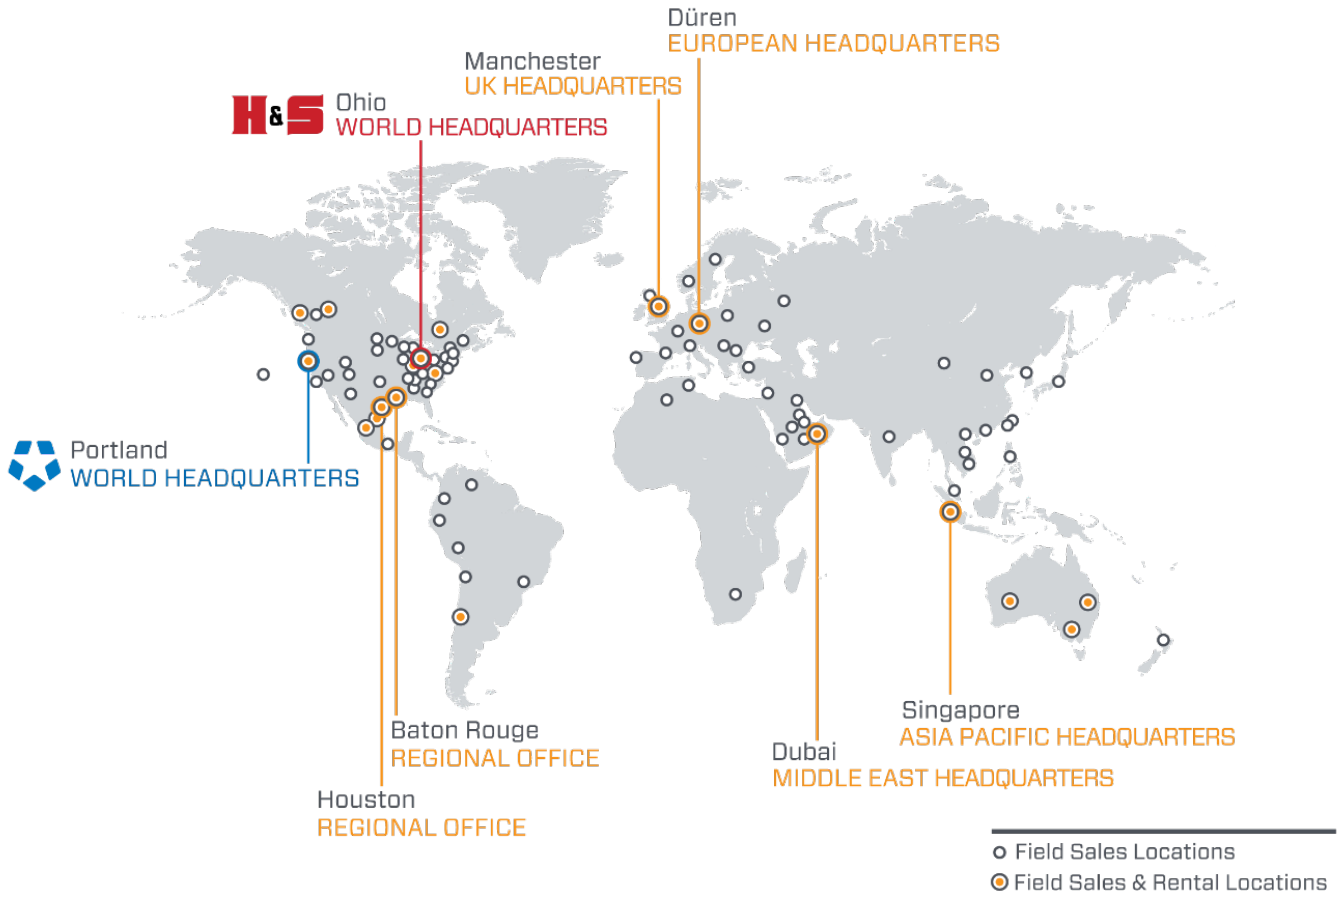 Düren
EUROPEAN HEADQUARTERS
Manchester
UK HEADQUARTERS
H&S
Ohio
WORLD HEADQUARTERS
Portland
WORLD HEADQUARTERS
Baton Rouge
REGIONAL OFFICE
Houston
REGIONAL OFFICE
Singapore
ASIA PACIFIC HEADQUARTERS
Dubai
MIDDLE EAST HEADQUARTERS
Field Sales Locations
Field Sales & Rental Locations